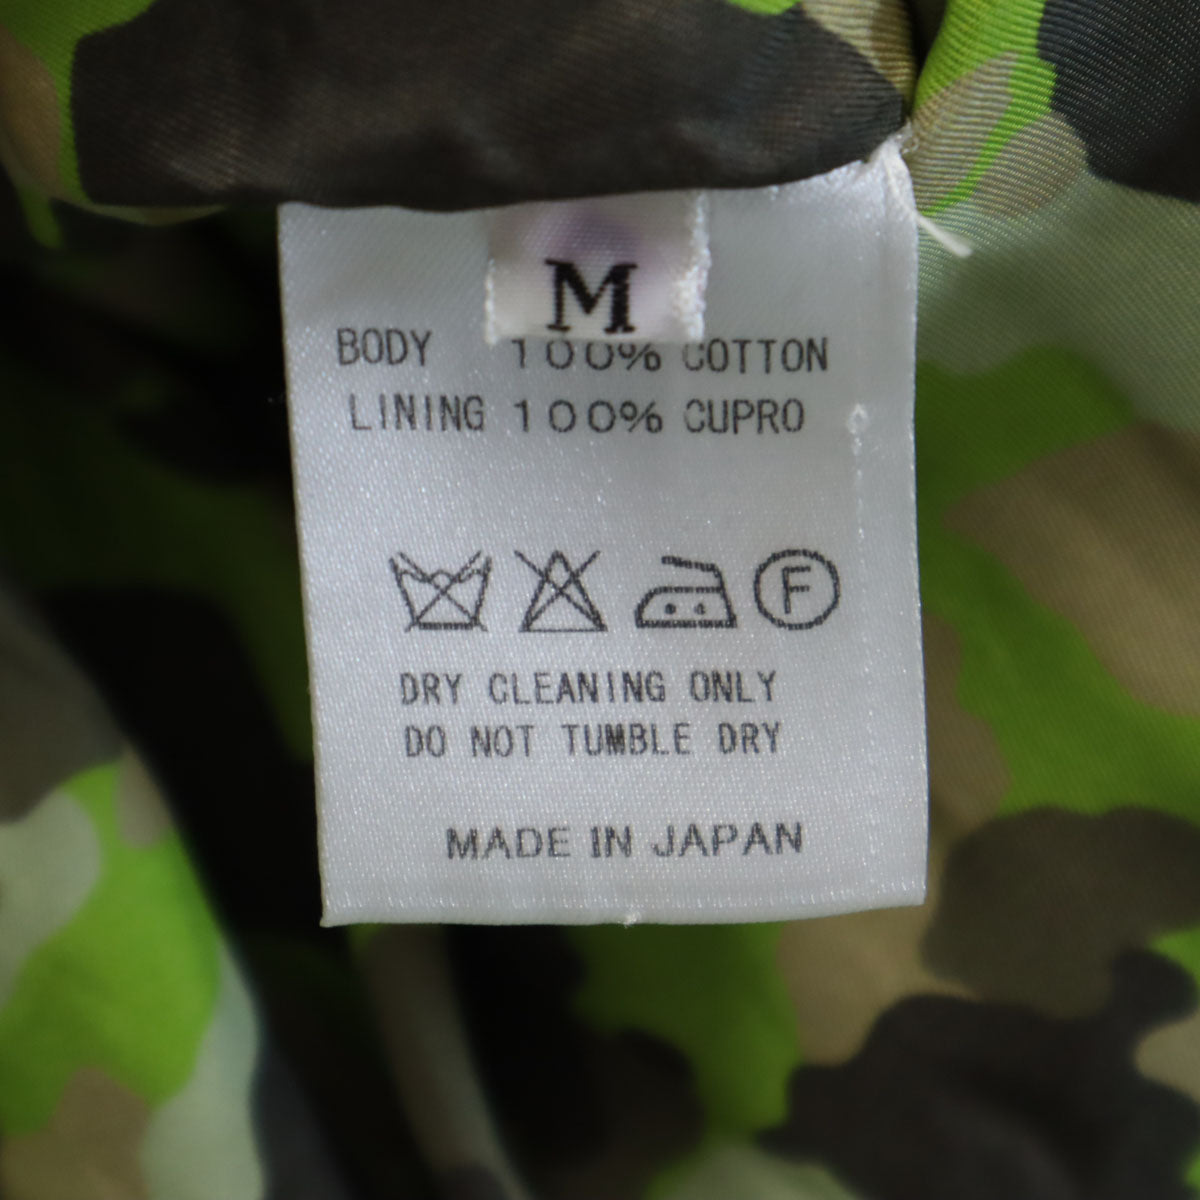 M
BODY 100% COTTON
LINING 100% CUPRO
F
DRY CLEANING ONLY
DO NOT TUMBLE DRY
MADE IN JAPAN